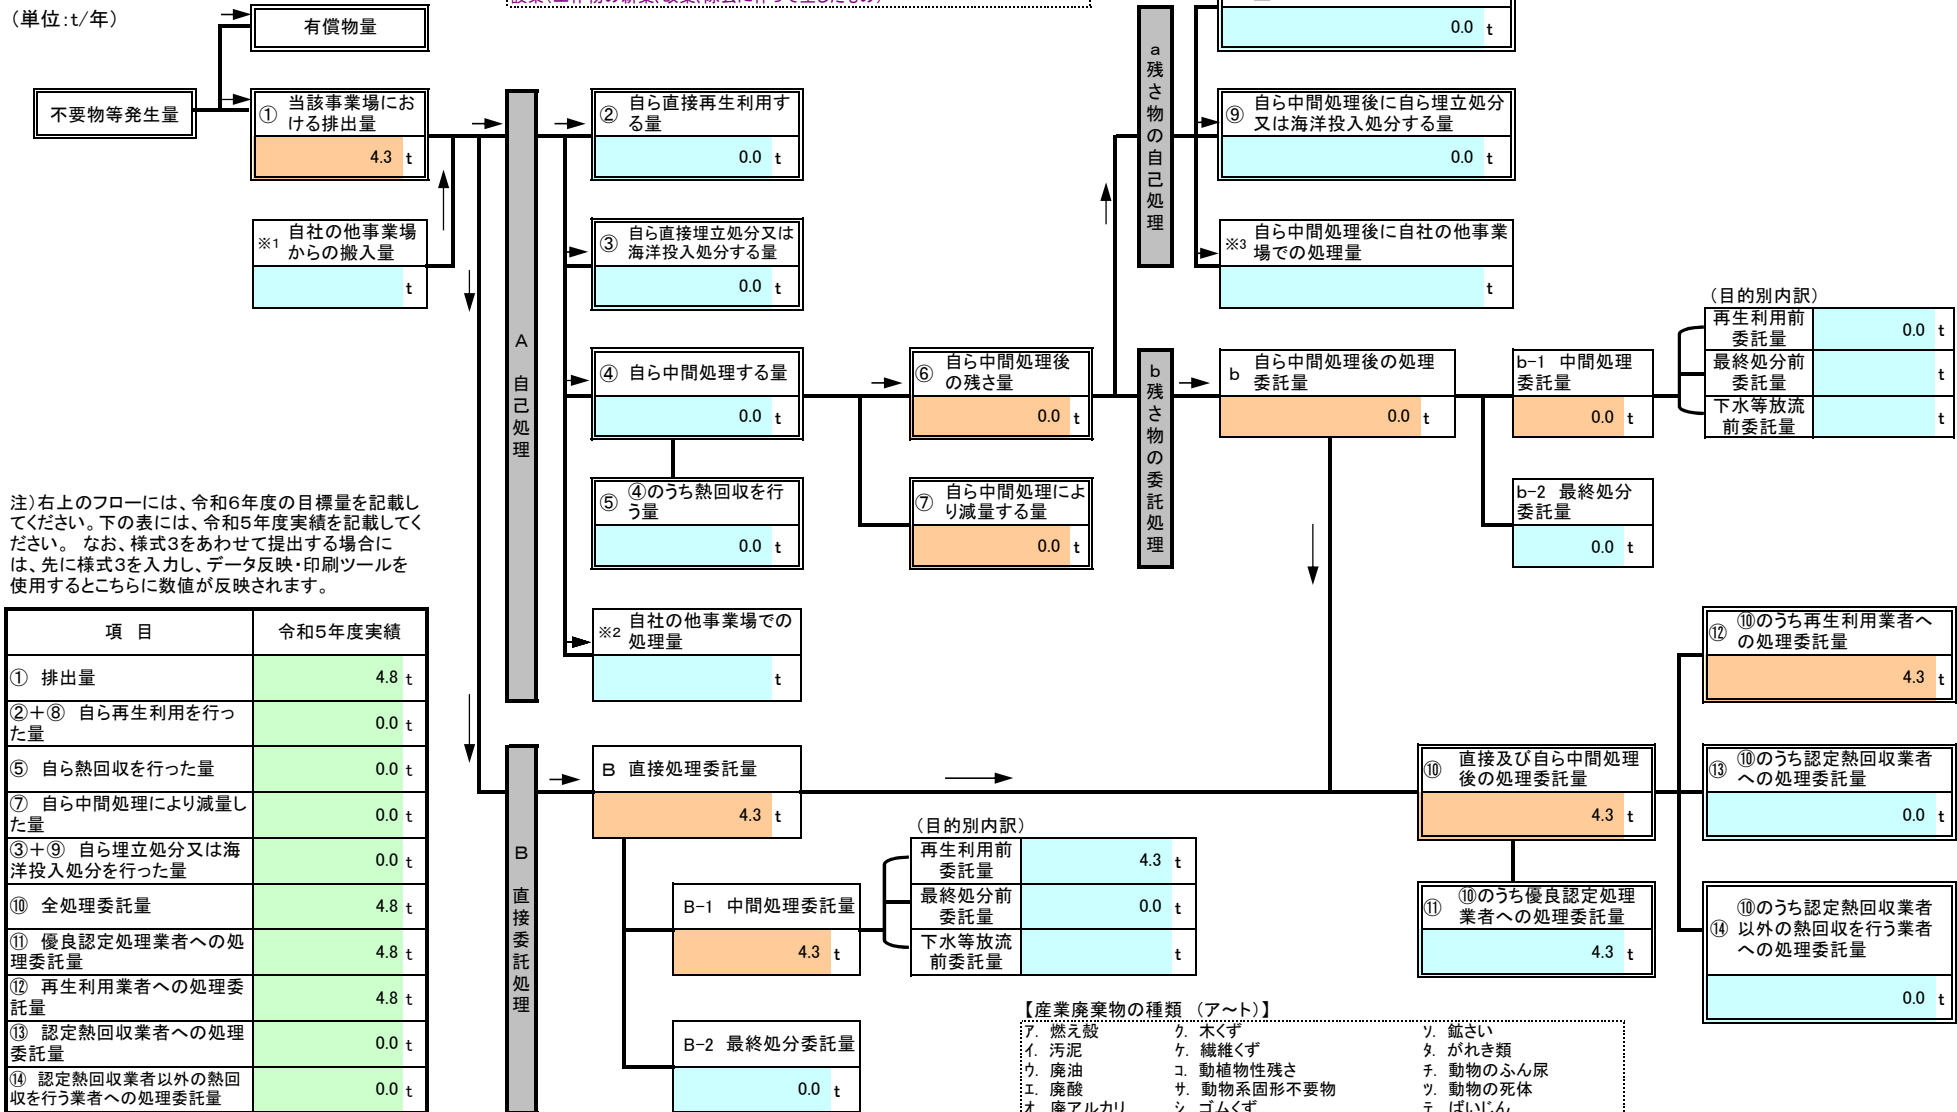 （単位：t/年）
有償物量
不要物等発生量
① 当該事業場にお
ける排出量
4.3 t
※1 自社の他事業場
からの搬入量
t
A 自己処理
② 自ら直接再生利用す
る量
0.0 t
③ 自ら直接埋立処分又は
海洋投入処分する量
0.0 t
④ 自ら中間処理する量
0.0 t
⑤ ④のうち熱回収を行
う量
0.0 t
※2 自社の他事業場での
処理量
t
⑥ 自ら中間処理後
の残さ量
0.0 t
⑦ 自ら中間処理によ
り減量する量
0.0 t
a 残さ物の自己処理
0.0 t
⑨ 自ら中間処理後に自ら埋立処分
又は海洋投入処分する量
0.0 t
※3 自ら中間処理後に自社の他事業
場での処理量
t
b 残さ物の委託処理
b 自ら中間処理後の処理
委託量
0.0 t
b-1 中間処理
委託量
0.0 t
b-2 最終処分
委託量
0.0 t
（目的別内訳）
再生利用前
委託量
0.0 t
最終処分前
委託量
t
下水等放流
前委託量
t
注）右上のフローには、令和6年度の目標量を記載し
てください。下の表には、令和5年度実績を記載してく
ださい。 なお、様式3をあわせて提出する場合に
は、先に様式3を入力し、データ反映・印刷ツールを
使用するとこちらに数値が反映されます。
項 目 令和5年度実績
① 排出量 4.8 t
②＋⑧ 自ら再生利用を行っ
た量 0.0 t
⑤ 自ら熱回収を行った量 0.0 t
⑦ 自ら中間処理により減量し
た量 0.0 t
③＋⑨ 自ら埋立処分又は海
洋投入処分を行った量 0.0 t
⑩ 全処理委託量 4.8 t
⑪ 優良認定処理業者への処
理委託量 4.8 t
⑫ 再生利用業者への処理委
託量 4.8 t
⑬ 認定熱回収業者への処理
委託量 0.0 t
⑭ 認定熱回収業者以外の熱回
収を行う業者への処理委託量 0.0 t
B 直接委託処理
B 直接処理委託量
4.3 t
B-1 中間処理委託量
4.3 t
B-2 最終処分委託量
0.0 t
（目的別内訳）
再生利用前
委託量
4.3 t
最終処分前
委託量
0.0 t
下水等放流
前委託量
t
⑩ 直接及び自ら中間処理
後の処理委託量
4.3 t
⑪ ⑩のうち優良認定処理
業者への処理委託量
4.3 t
⑫ ⑩のうち再生利用業者へ
の処理委託量
4.3 t
⑬ ⑩のうち認定熱回収業者
への処理委託量
0.0 t
⑭ ⑩のうち認定熱回収業者
以外の熱回収を行う業者
への処理委託量
0.0 t
【産業廃棄物の種類 （ア～ト）】
ア． 燃え殻 ク． 木くず ソ． 鉱さい
イ． 汚泥 ケ． 繊維くず タ． がれき類
ウ． 廃油 コ． 動植物性残さ チ． 動物のふん尿
エ． 廃酸 サ． 動物系固形不要物 ツ． 動物の死体
オ． 廃アルカリ シ． ゴムくず テ． ばいじん